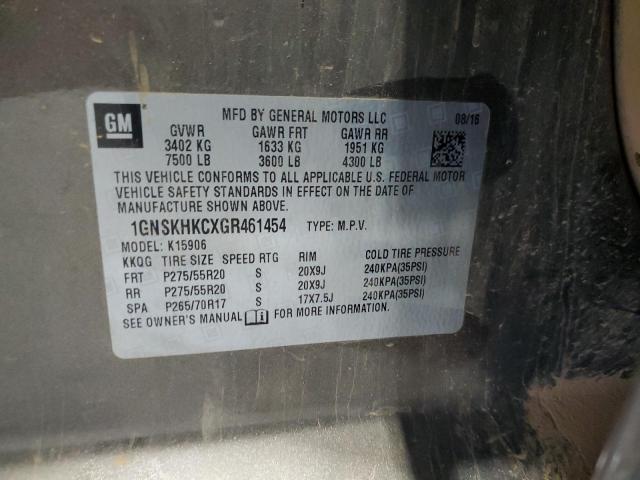 GM
MFD BY GENERAL MOTORS LLC 08/16
GVWR GAWR FRT GAWR RR
3402 KG 1633 KG 1951 KG
7500 LB 3600 LB 4300 LB
THIS VEHICLE CONFORMS TO ALL APPLICABLE U.S. FEDERAL MOTOR
VEHICLE SAFETY STANDARDS IN EFFECT ON THE DATE OF
MANUFACTURE SHOWN ABOVE.
1GNSKHKCXGR461454 TYPE: M.P.V.
MODEL: K15906
KKQG TIRE SIZE SPEED RTG RIM COLD TIRE PRESSURE
FRT P275/55R20 S 20X9J 240KPA(35PSI)
RR P275/55R20 S 20X9J 240KPA(35PSI)
SPA P265/70R17 S 17X7.5J 240KPA(35PSI)
SEE OWNER'S MANUAL FOR MORE INFORMATION.